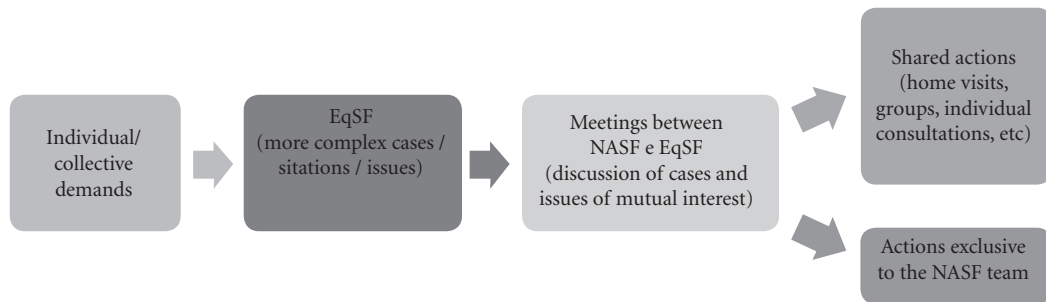 Individual/
collective
demands
EqSF
(more complex cases /
sitations / issues)
Meetings between
NASF e EqSF
(discussion of cases and
issues of mutual interest)
Shared actions
(home visits,
groups, individual
consultations, etc)
Actions exclusive
to the NASF team